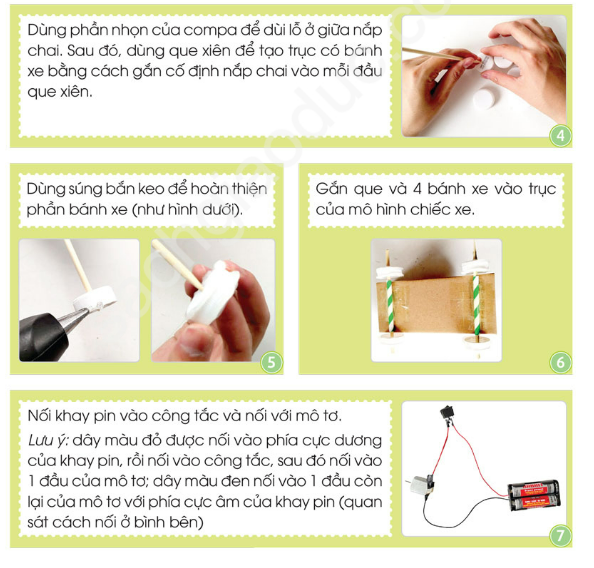 Dùng phần nhọn của compa để dùi lỗ ở giữa nắp
chai. Sau đó, dùng que xiên để tạo trục có bánh
xe bằng cách gắn cố định nắp chai vào mỗi đầu
que xiên.
4
Dùng súng bắn keo để hoàn thiện
phần bánh xe (như hình dưới).
5
Gắn que và 4 bánh xe vào trục
của mô hình chiếc xe.
6
Nối khay pin vào công tắc và nối với mô tơ.
Lưu ý: dây màu đỏ được nối vào phía cực dương
của khay pin, rồi nối vào công tắc, sau đó nối vào
1 đầu của mô tơ; dây màu đen nối vào 1 đầu còn
lại của mô tơ với phía cực âm của khay pin (quan
sát cách nối ở bình bên)
7